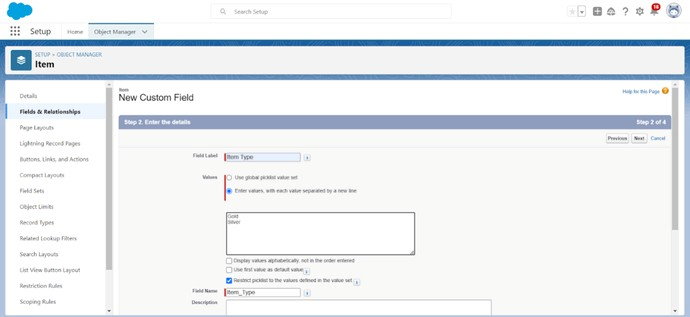 Search Setup
10
Setup
Home
Object Manager
SETUP > OBJECT MANAGER
Item
Details
Fields & Relationships
Page Layouts
Lightning Record Pages
Buttons, Links, and Actions
Compact Layouts
Field Sets
Object Limits
Record Types
Related Lookup Filters
Search Layouts
List View Button Layout
Restriction Rules
Scoping Rules
Item
New Custom Field
Help for this Page
Step 2. Enter the details
Step 2 of 4
Previous
Next
Cancel
Field Label
Item Type
Values
Use global picklist value set
Enter values, with each value separated by a new line
Gold
Silver
Display values alphabetically, not in the order entered
Use first value as default value
Restrict picklist to the values defined in the value set
Field Name
Item_Type
Description